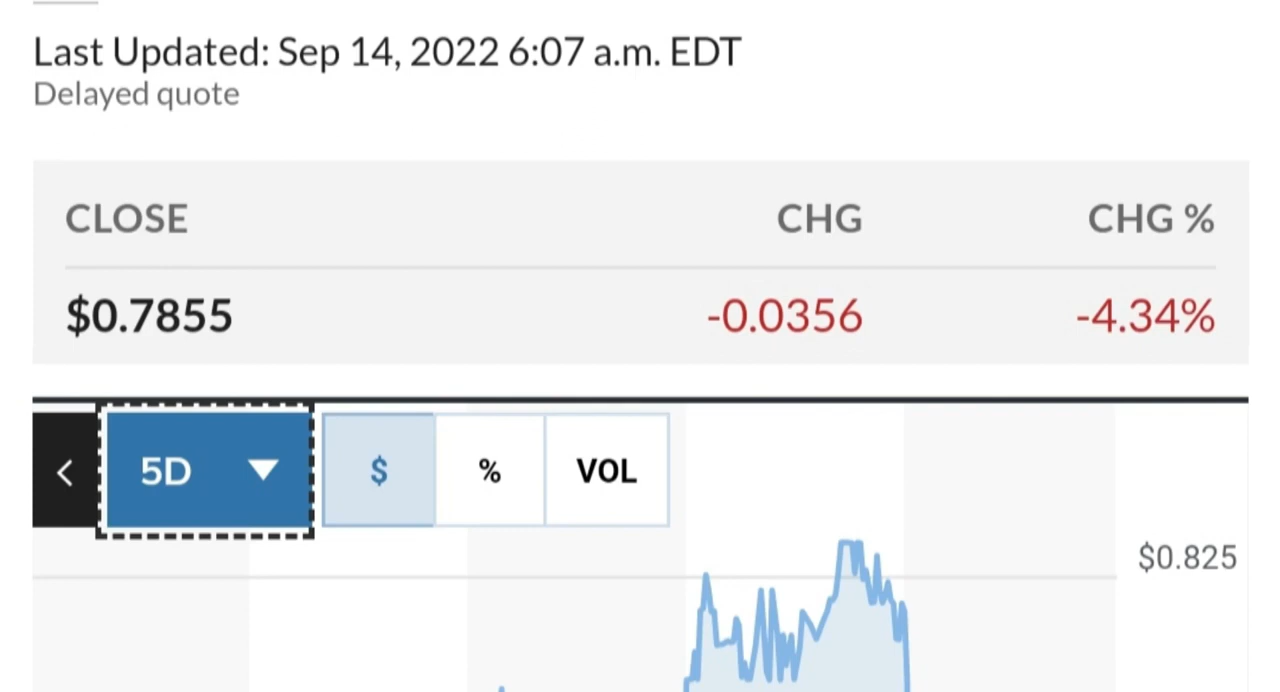 Last Updated: Sep 14, 2022 6:07 a.m. EDT
Delayed quote
CLOSE CHG CHG %
$0.7855 -0.0356 -4.34%
5D $ % VOL
$0.825